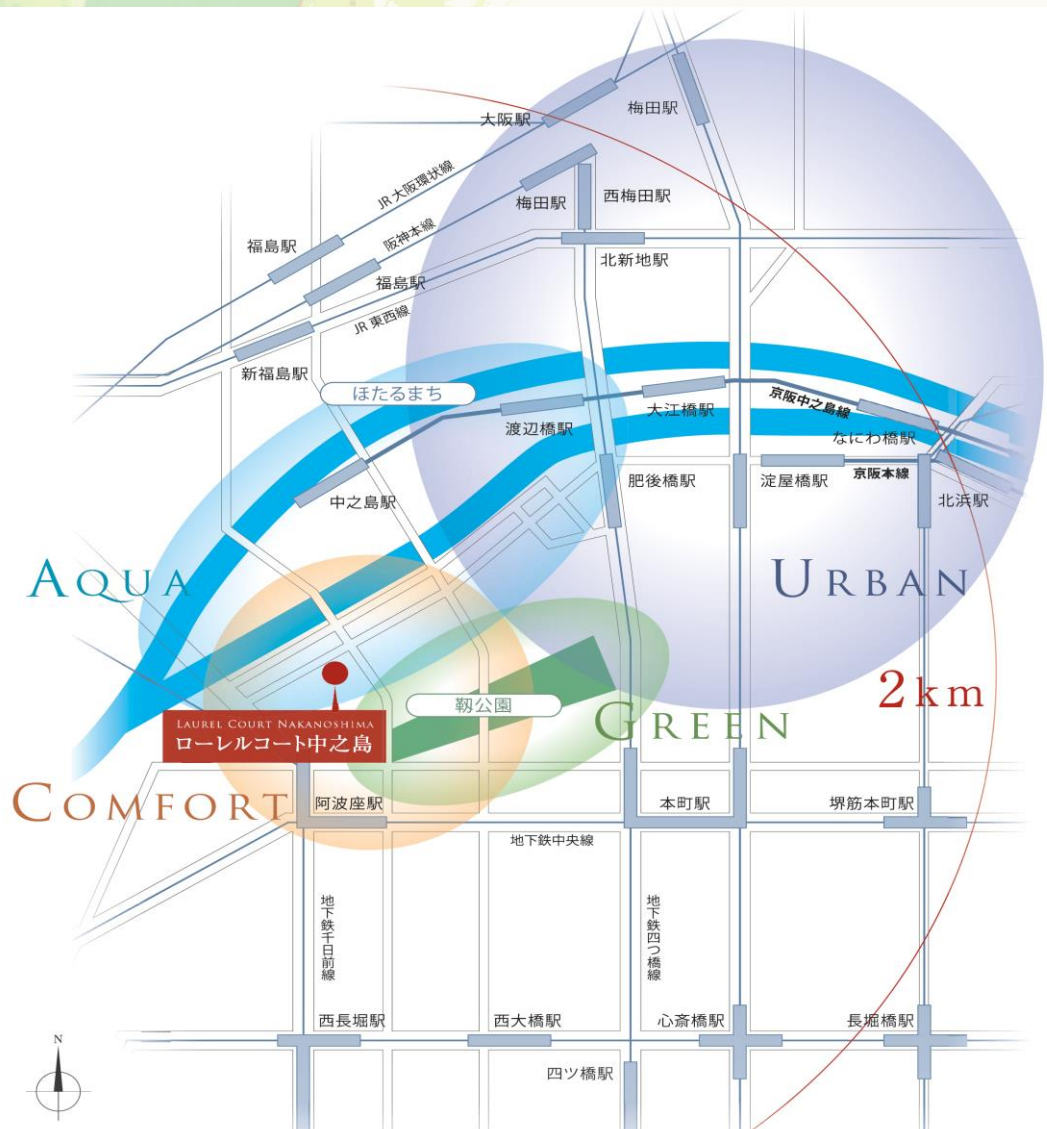 大阪駅
梅田駅
JR 大阪環状線
梅田駅
西梅田駅
阪神本線
福島駅
北新地駅
福島駅
JR 東西線
新福島駅
ほたるまち
大江橋駅
京阪中之島線
渡辺橋駅
なにわ橋駅
京阪本線
中之島駅
肥後橋駅
淀屋橋駅
北浜駅
AQUA
URBAN
2km
靭公園
GREEN
LAUREL COURT NAKANOSHIMA
ローレルコート中之島
COMFORT
阿波座駅
本町駅
堺筋本町駅
地下鉄中央線
地下鉄千日前線
地下鉄四つ橋線
西長堀駅
西大橋駅
心斎橋駅
長堀橋駅
四ツ橋駅
N